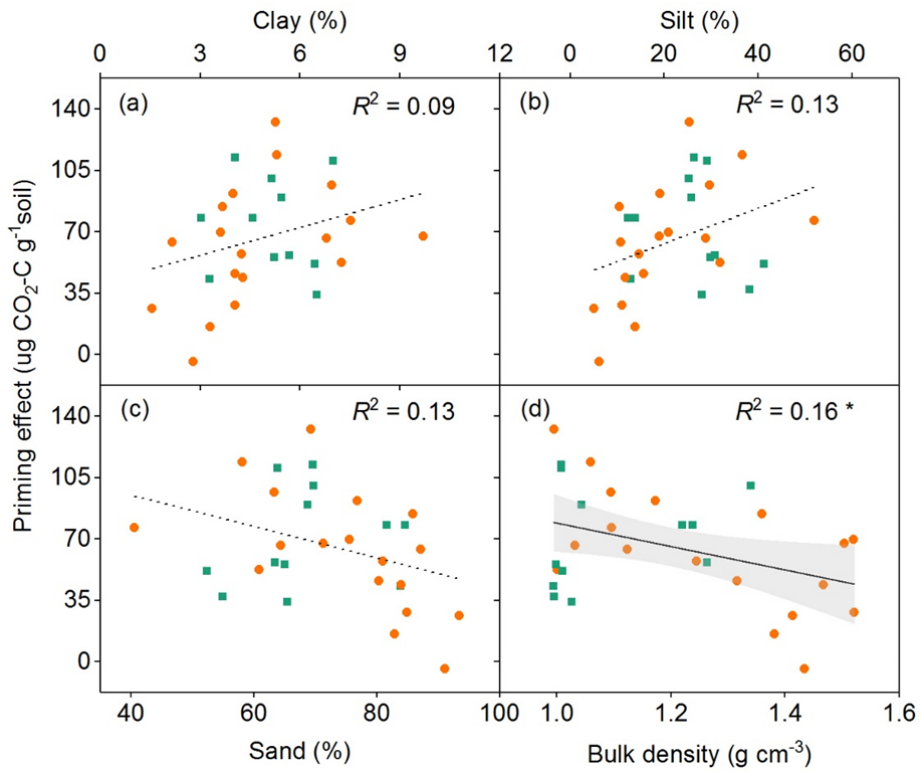 Clay (%)
Silt (%)
0 3 6 9 12 0 20 40 60
(a) R² = 0.09
(b) R² = 0.13
140
105
70
35
0
Priming effect (ug CO₂-C g⁻¹soil)
(c) R² = 0.13
(d) R² = 0.16 *
140
105
70
35
0
40 60 80 100 1.0 1.2 1.4 1.6
Sand (%)
Bulk density (g cm⁻³)